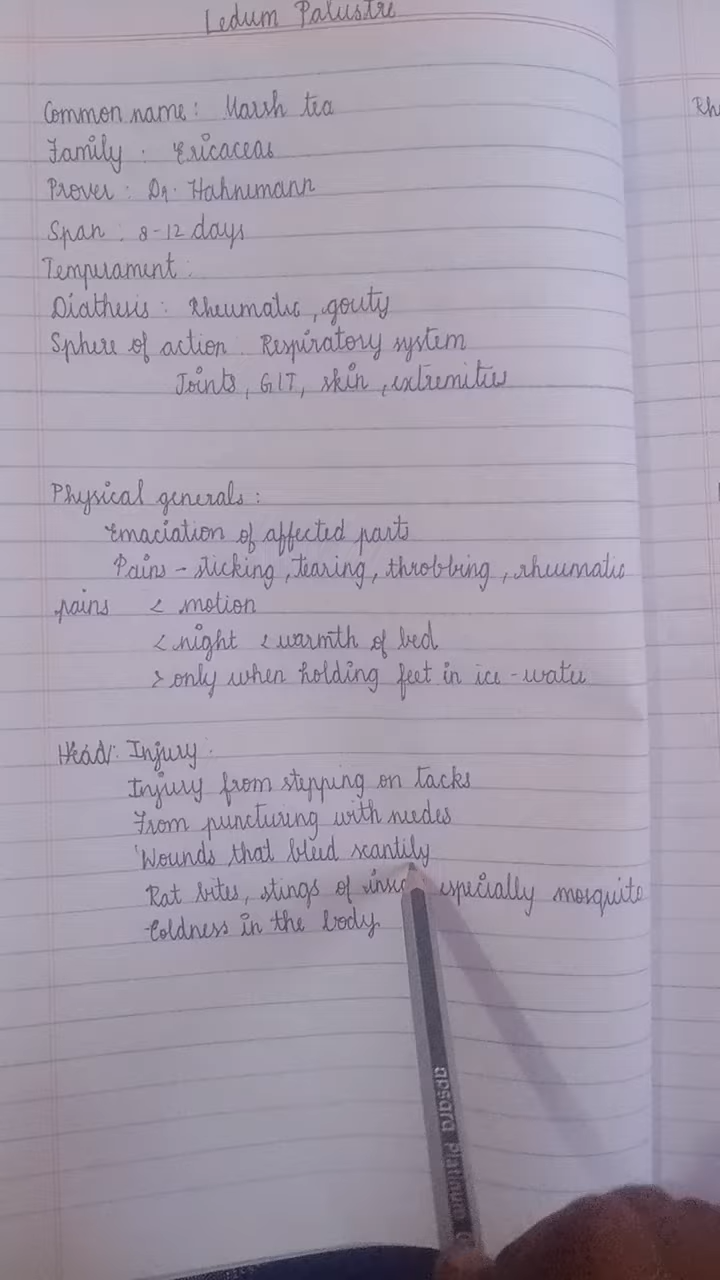 Ledum Palustre
Common name: Marsh tea
Rh
Family: Ericaceae
Prover: Dr. Hahnemann
Span: 8-12 days
Temperament:
Diathesis: Rheumatic, gouty
Sphere of action: Respiratory system
Joints, GIT, skin, extremities
Physical generals:
Emaciation of affected parts
Pains - sticking, tearing, throbbing, rheumatic
pains < motion
< night < warmth of bed
> only when holding feet in ice-water
Head: Injury:
Injury from stepping on tacks
From puncturing with needes
Wounds that bleed scantily
Rat bites, stings of especially mosquito
Coldness in the body
apsara Platinum